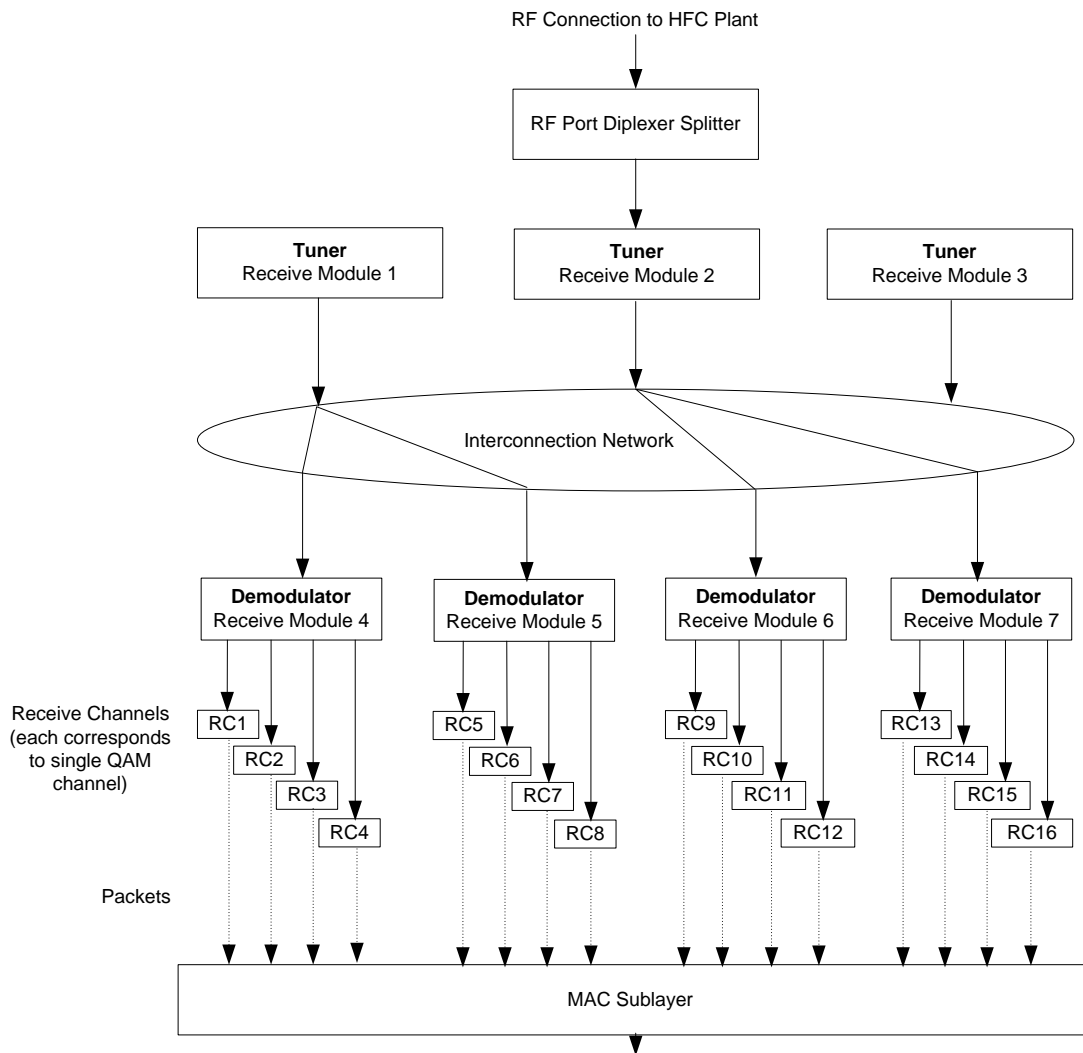 RF Connection to HFC Plant
RF Port Diplexer Splitter
Tuner
Receive Module 1
Tuner
Receive Module 2
Tuner
Receive Module 3
Interconnection Network
Demodulator
Receive Module 4
Demodulator
Receive Module 5
Demodulator
Receive Module 6
Demodulator
Receive Module 7
Receive Channels
(each corresponds
to single QAM
channel)
RC1
RC2
RC3
RC4
RC5
RC6
RC7
RC8
RC9
RC10
RC11
RC12
RC13
RC14
RC15
RC16
Packets
MAC Sublayer